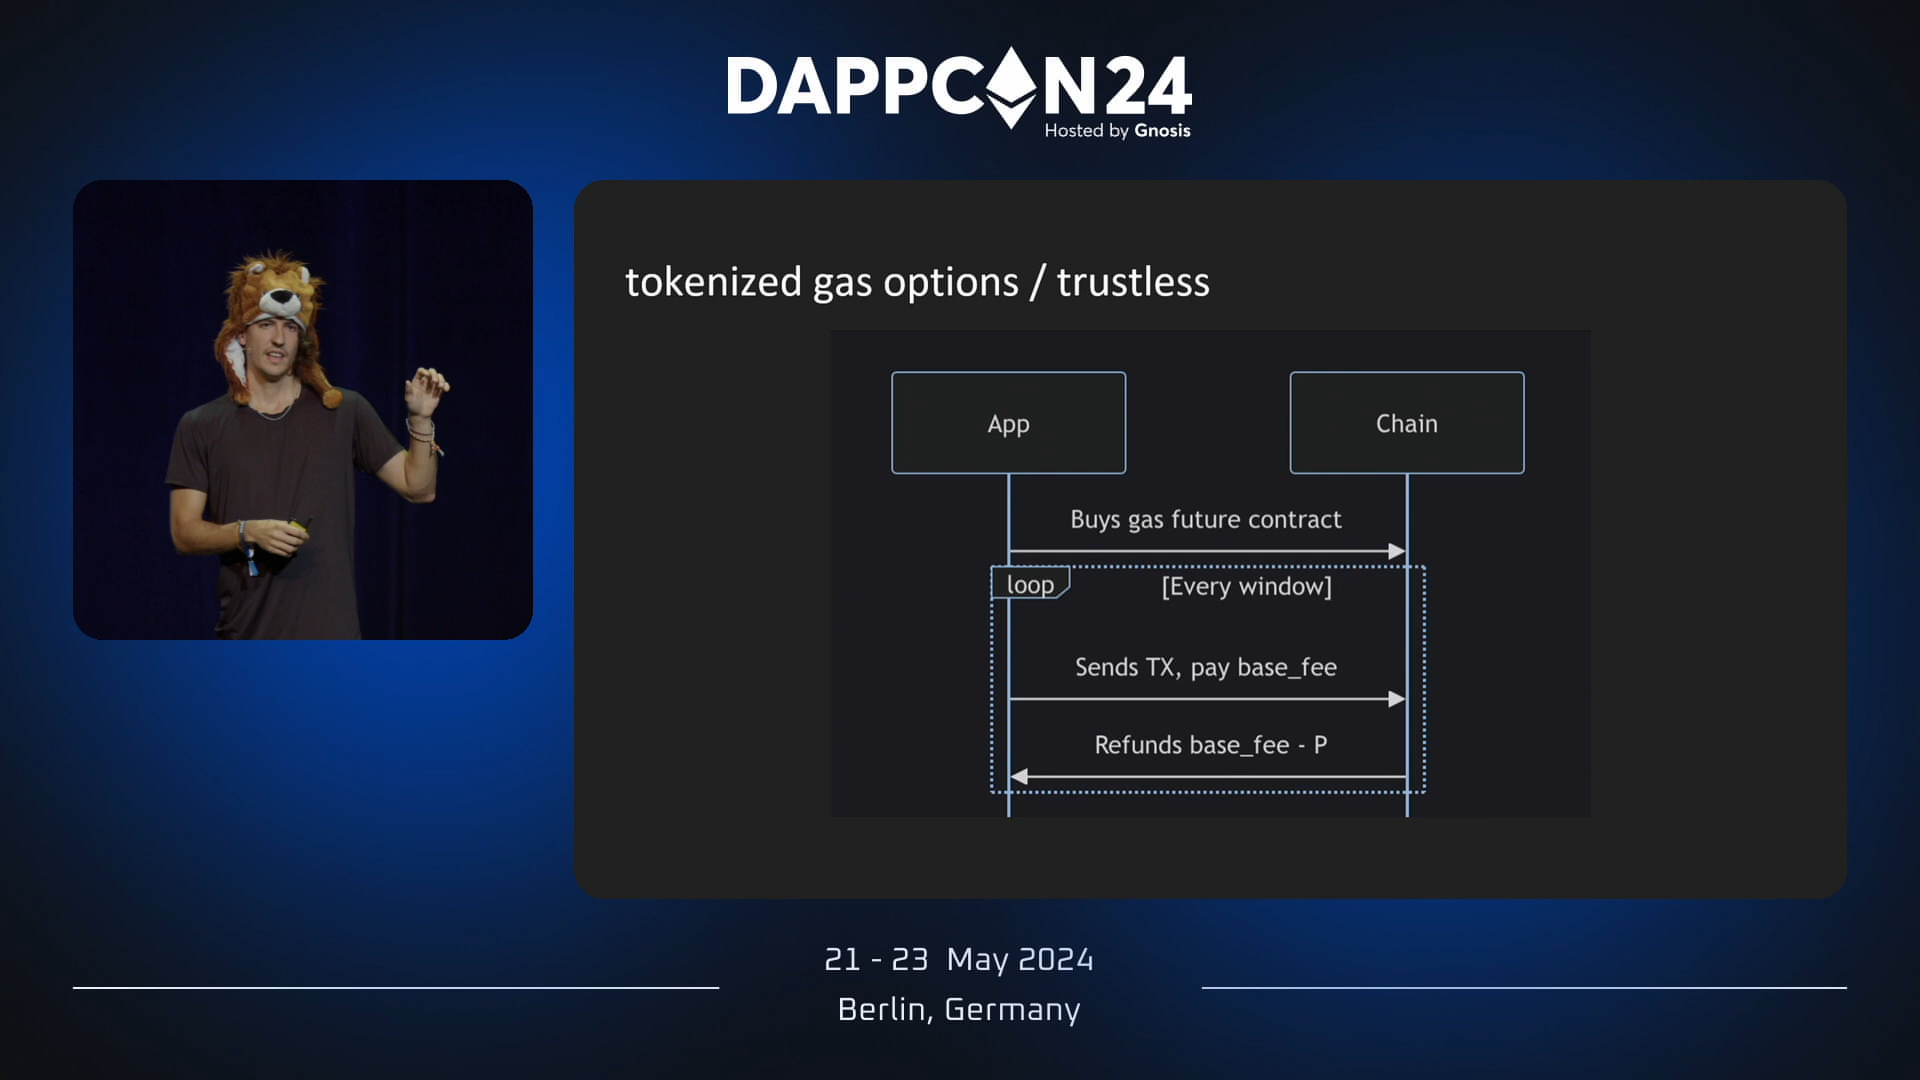 DAPPCON24
Hosted by Gnosis
tokenized gas options / trustless
App
Chain
Buys gas future contract
loop
[Every window]
Sends TX, pay base_fee
Refunds base_fee - P
21 - 23 May 2024
Berlin, Germany